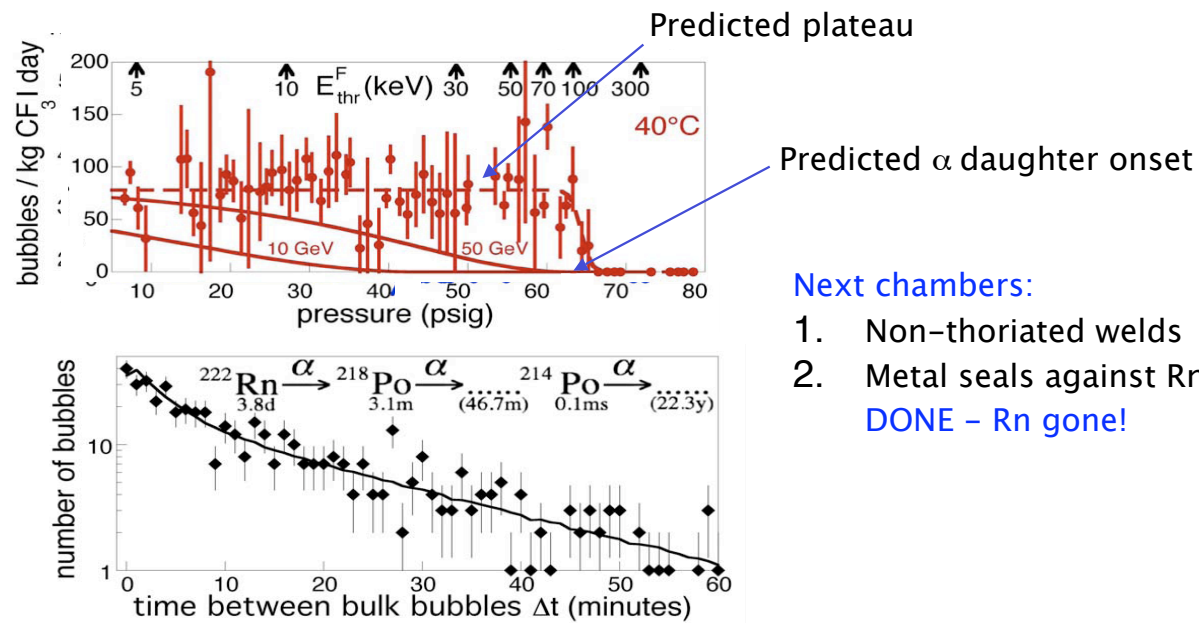 Predicted plateau
200
150
100
50
0
bubbles / kg CF3I day
5 10 E^F_thr (keV) 30 50 70 100 300
40°C
Predicted α daughter onset
10 GeV
50 GeV
10 20 30 40 50 60 70 80
pressure (psig)
Next chambers:
1. Non-thoriated welds
2. Metal seals against Rn
DONE – Rn gone!
number of bubbles
10
1
α α α
²²²Rn → ²¹⁸Po → ...... ²¹⁴Po → ......
3.8d 3.1m (46.7m) 0.1ms (22.3y)
0 10 20 30 40 50 60
time between bulk bubbles Δt (minutes)